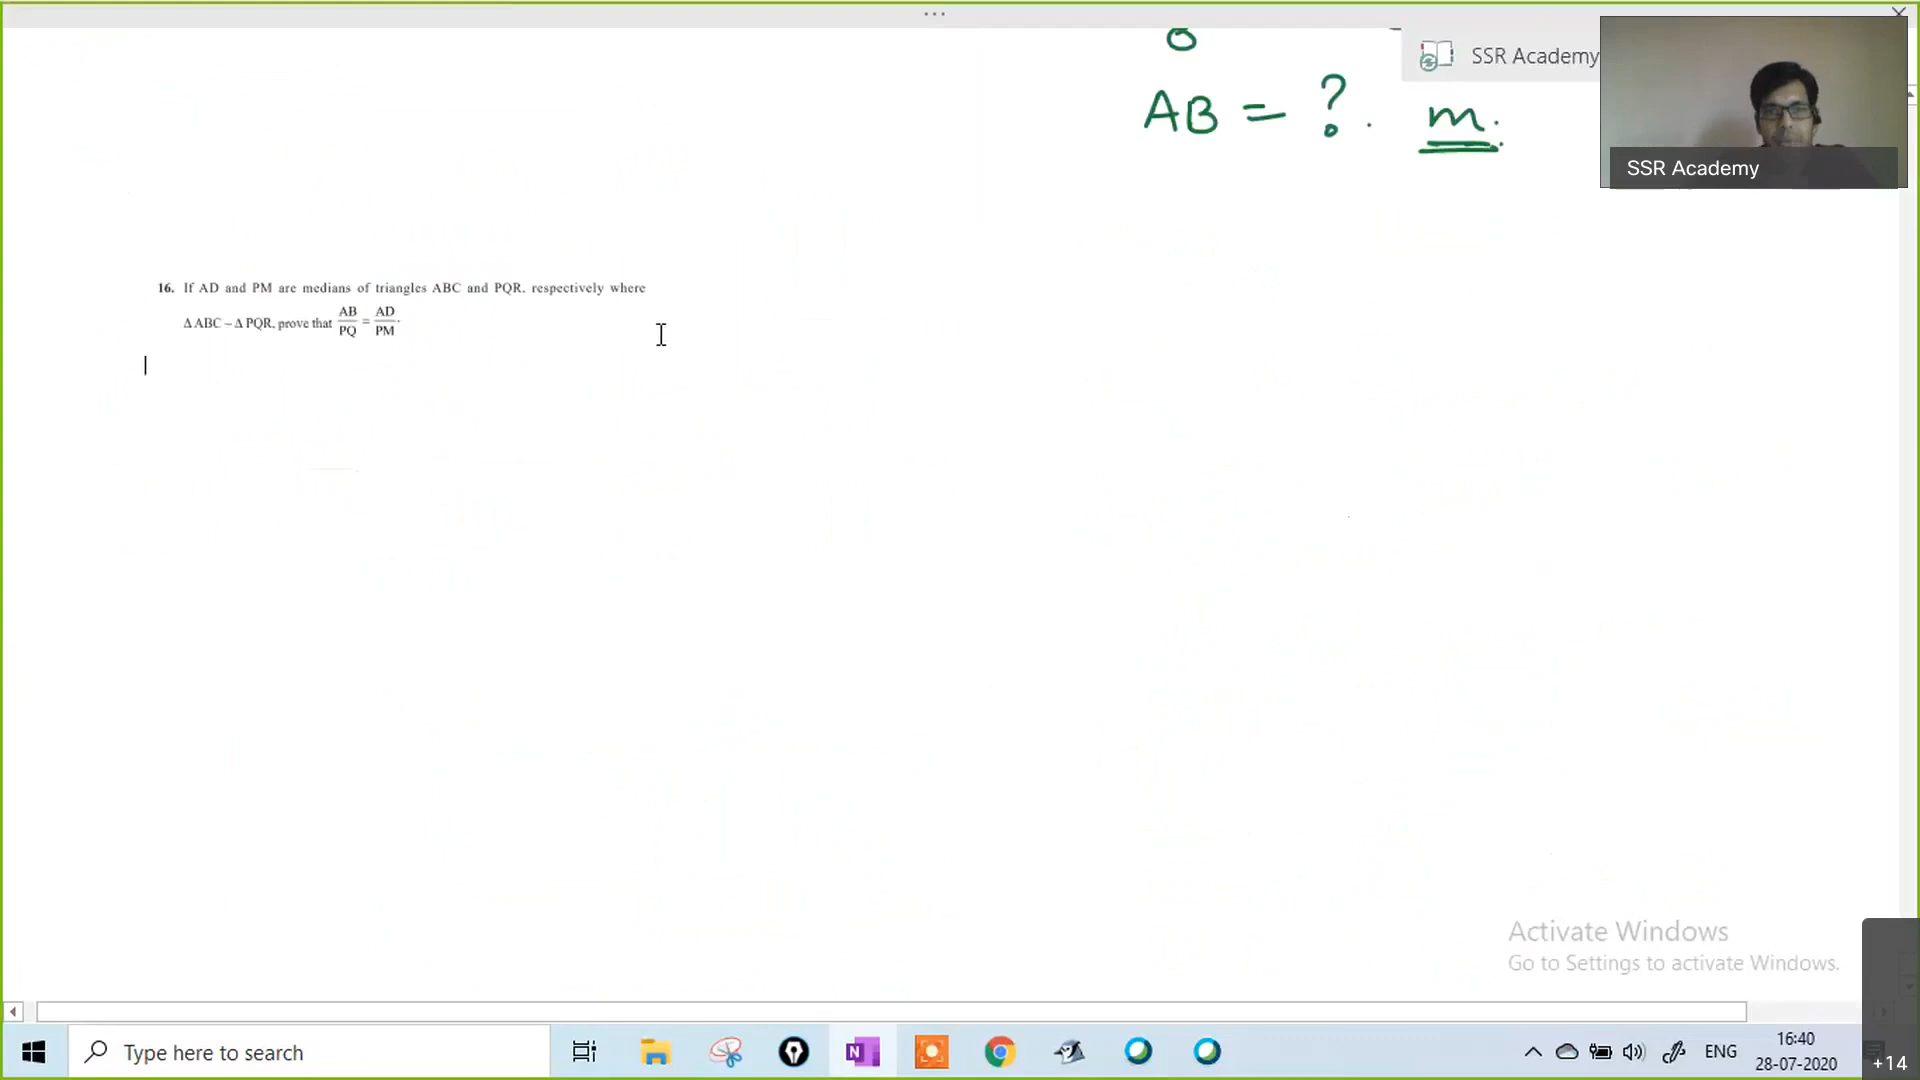 8
AB = ? . m.
SSR Academy
SSR Academy
16. If AD and PM are medians of triangles ABC and PQR, respectively where
Δ ABC ~ Δ PQR, prove that AB/PQ = AD/PM.
Activate Windows
Go to Settings to activate Windows.
Type here to search
N
ENG
16:40
28-07-2020
+14